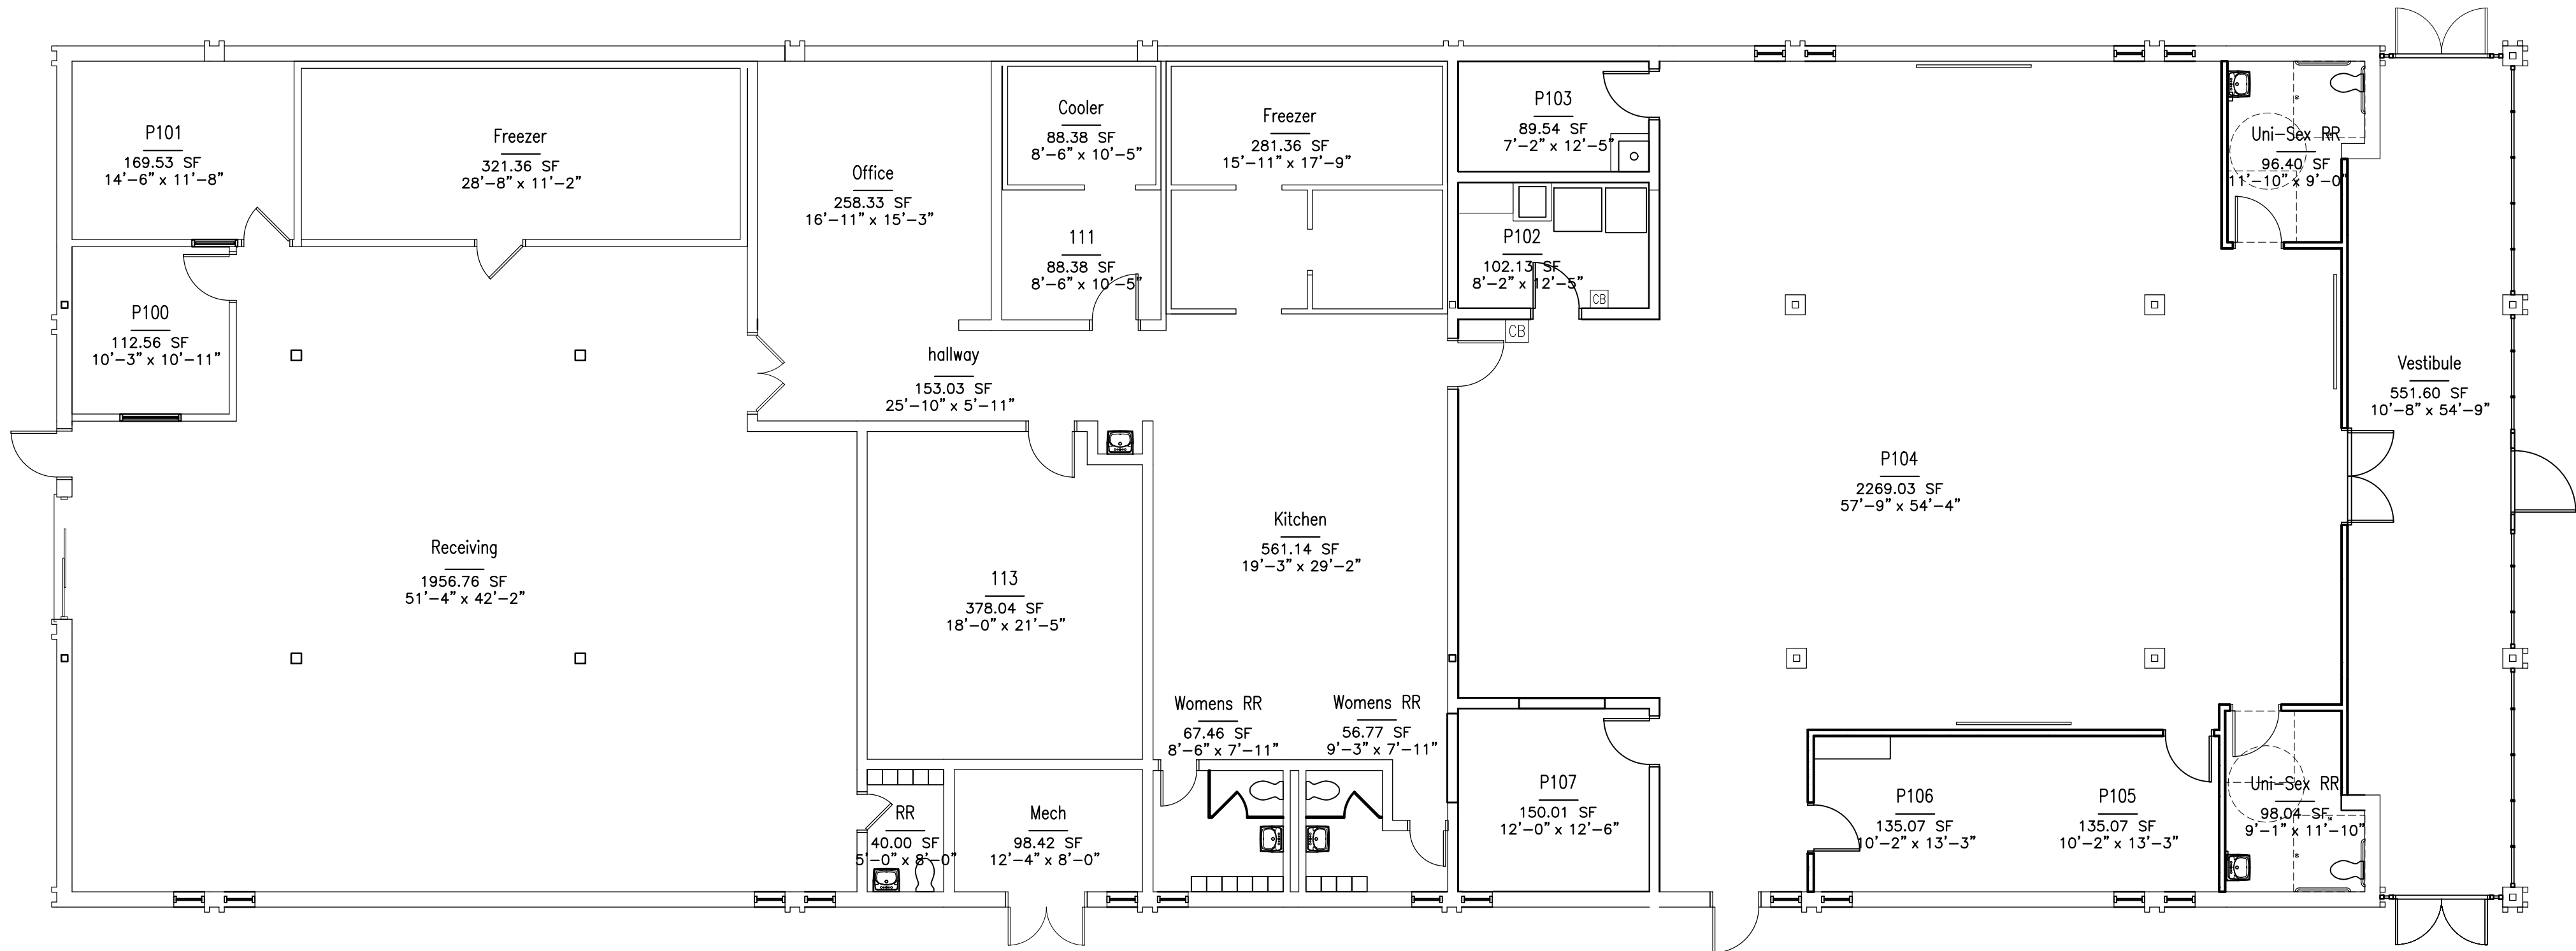 P101
169.53 SF
14'-6" x 11'-8"
Freezer
321.36 SF
28'-8" x 11'-2"
Office
258.33 SF
16'-11" x 15'-3"
Cooler
88.38 SF
8'-6" x 10'-5"
Freezer
281.36 SF
15'-11" x 17'-9"
P103
89.54 SF
7'-2" x 12'-5"
Uni-Sex RR
96.40 SF
11'-10" x 9'-0"
111
88.38 SF
8'-6" x 10'-5"
P102
102.13 SF
8'-2" x 12'-5"
CB
CB
P100
112.56 SF
10'-3" x 10'-11"
hallway
153.03 SF
25'-10" x 5'-11"
Vestibule
551.60 SF
10'-8" x 54'-9"
P104
2269.03 SF
57'-9" x 54'-4"
Receiving
1956.76 SF
51'-4" x 42'-2"
113
378.04 SF
18'-0" x 21'-5"
Kitchen
561.14 SF
19'-3" x 29'-2"
Womens RR
67.46 SF
8'-6" x 7'-11"
Womens RR
56.77 SF
9'-3" x 7'-11"
RR
40.00 SF
5'-0" x 8'-0"
Mech
98.42 SF
12'-4" x 8'-0"
P107
150.01 SF
12'-0" x 12'-6"
P106
135.07 SF
10'-2" x 13'-3"
P105
135.07 SF
10'-2" x 13'-3"
Uni-Sex RR
98.04 SF
9'-1" x 11'-10"